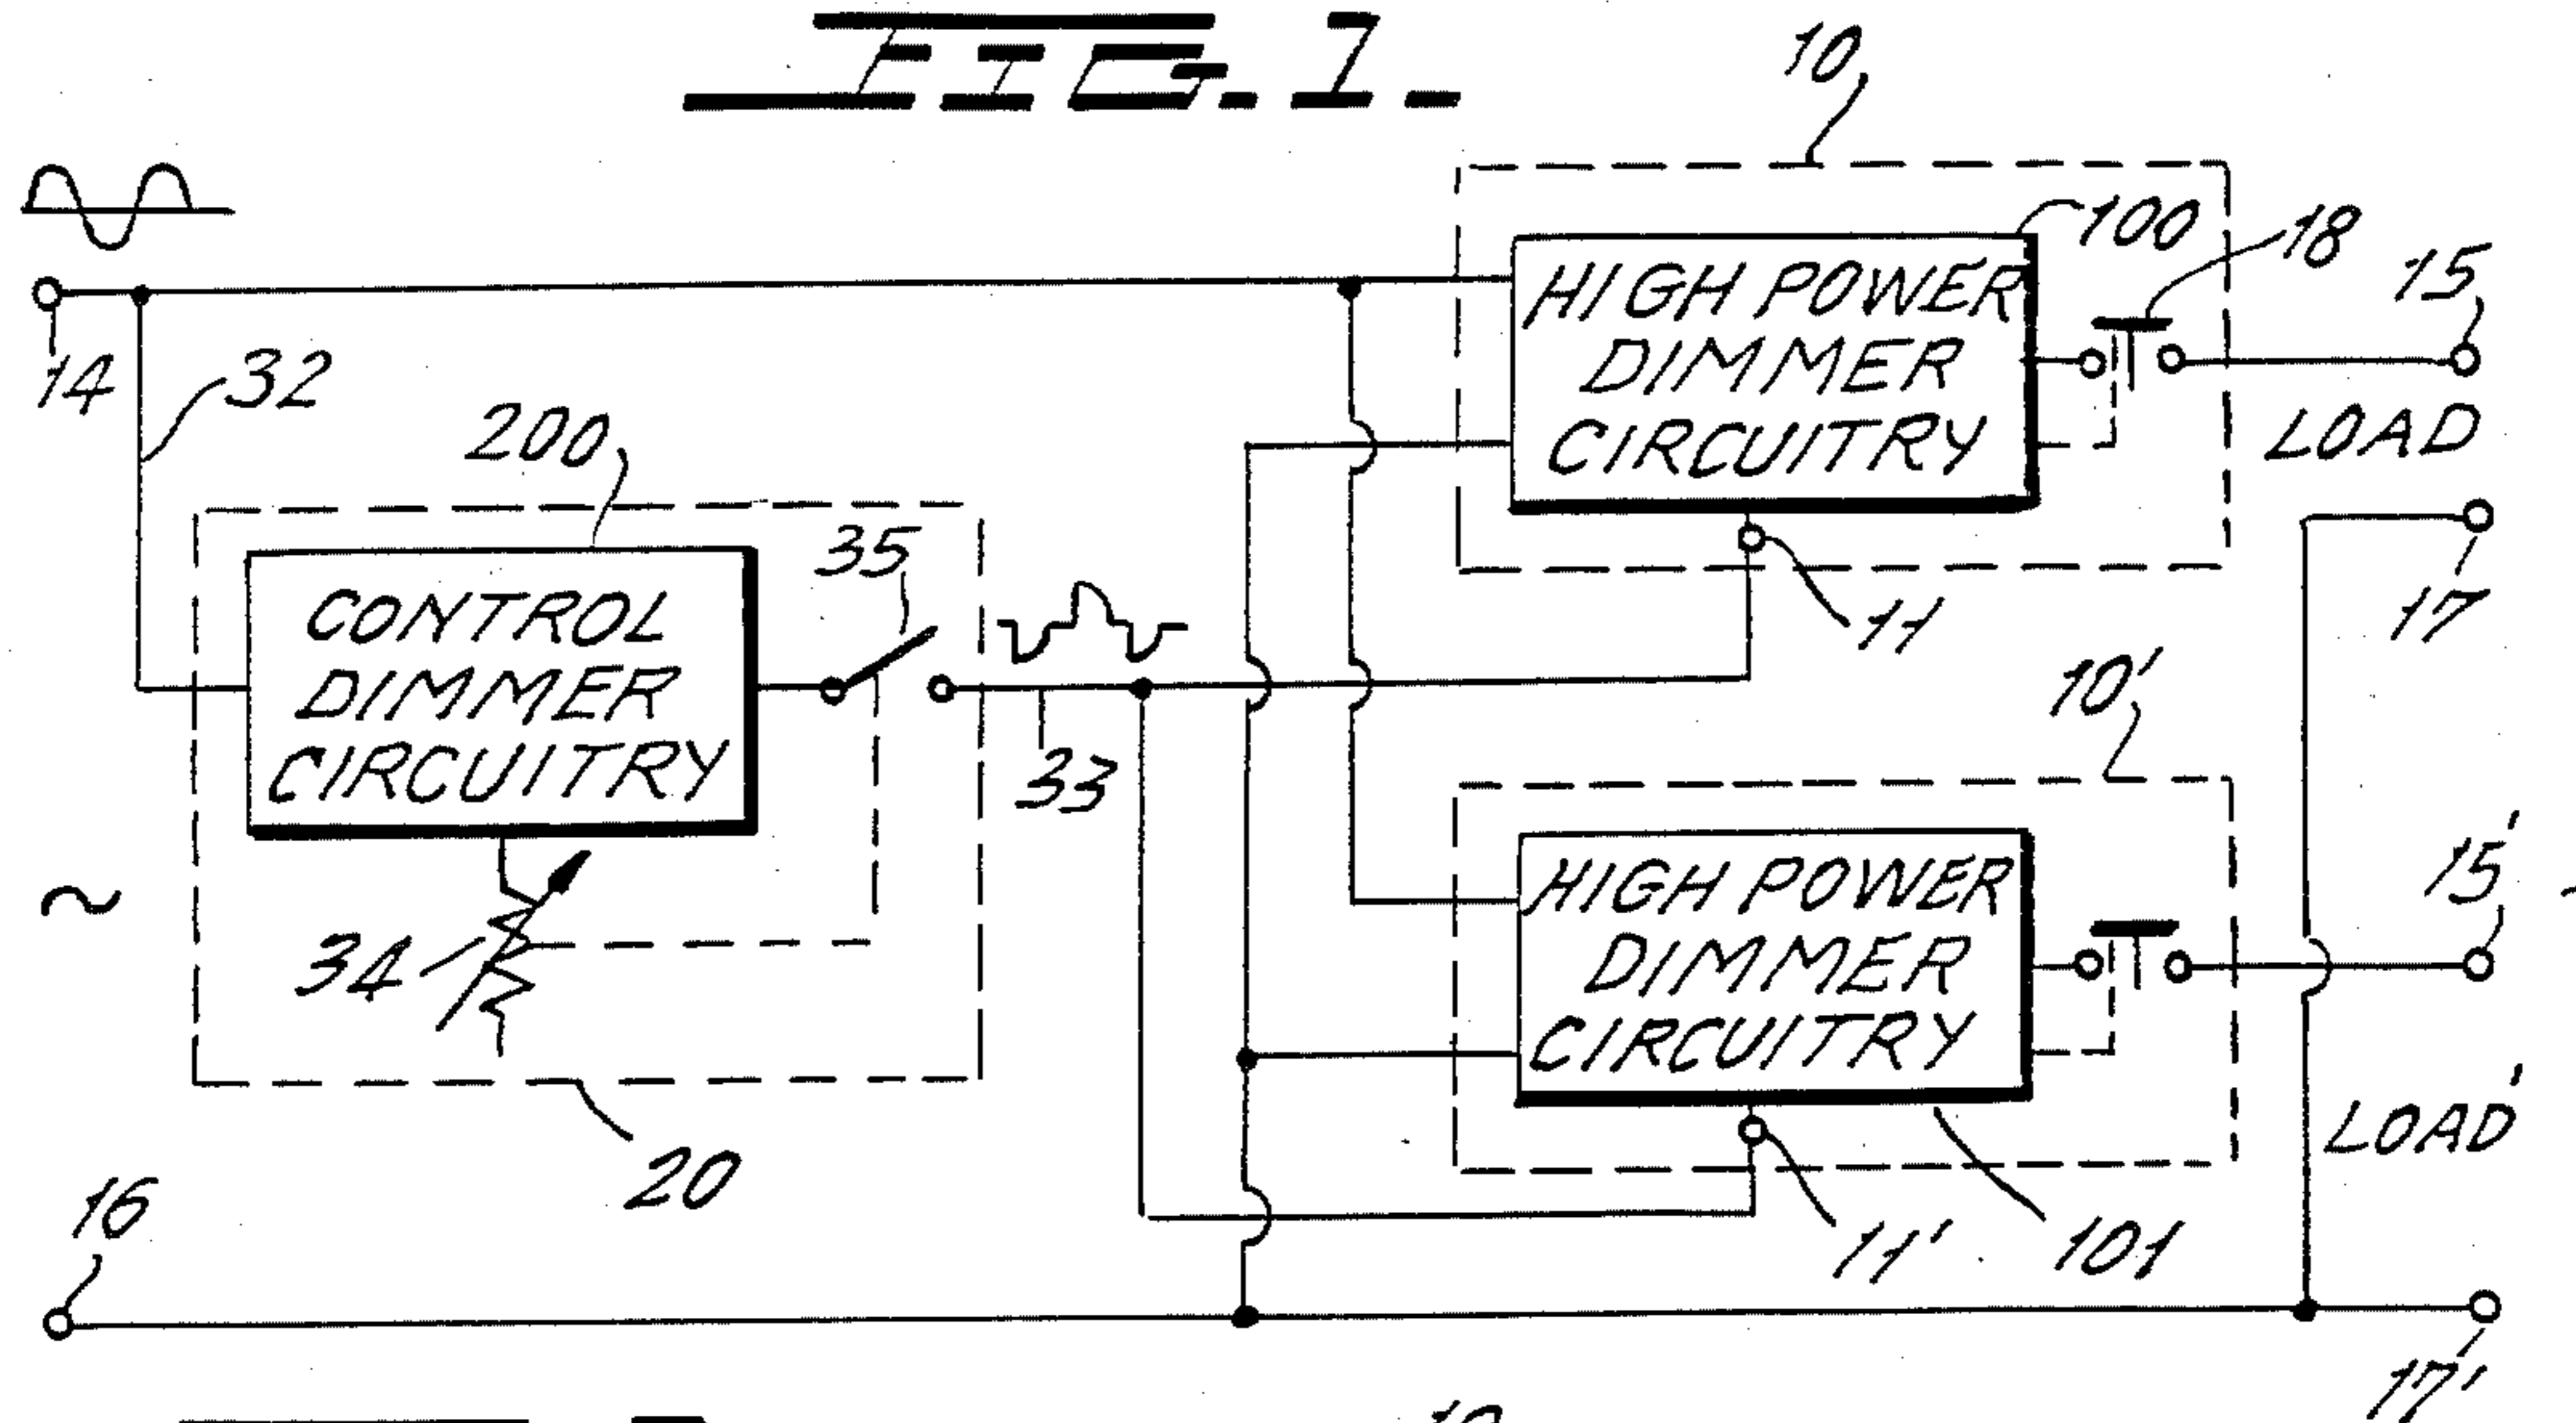 FIG. 1.
10
100
18
15
14
32
200
HIGH POWER
DIMMER
CIRCUITRY
LOAD
35
11
17
CONTROL
DIMMER
CIRCUITRY
33
10'
15'
34
HIGH POWER
DIMMER
CIRCUITRY
LOAD'
20
16
11'
101
17'